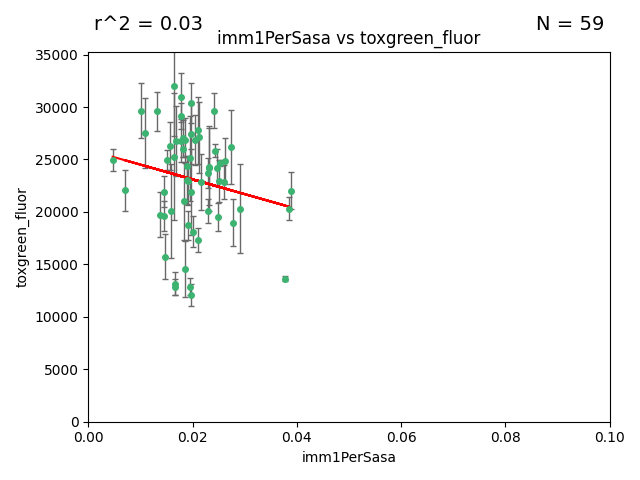 r^2 = 0.03
N = 59
imm1PerSasa vs toxgreen_fluor
35000
30000
25000
20000
15000
10000
5000
0
toxgreen_fluor
0.00
0.02
0.04
0.06
0.08
0.10
imm1PerSasa